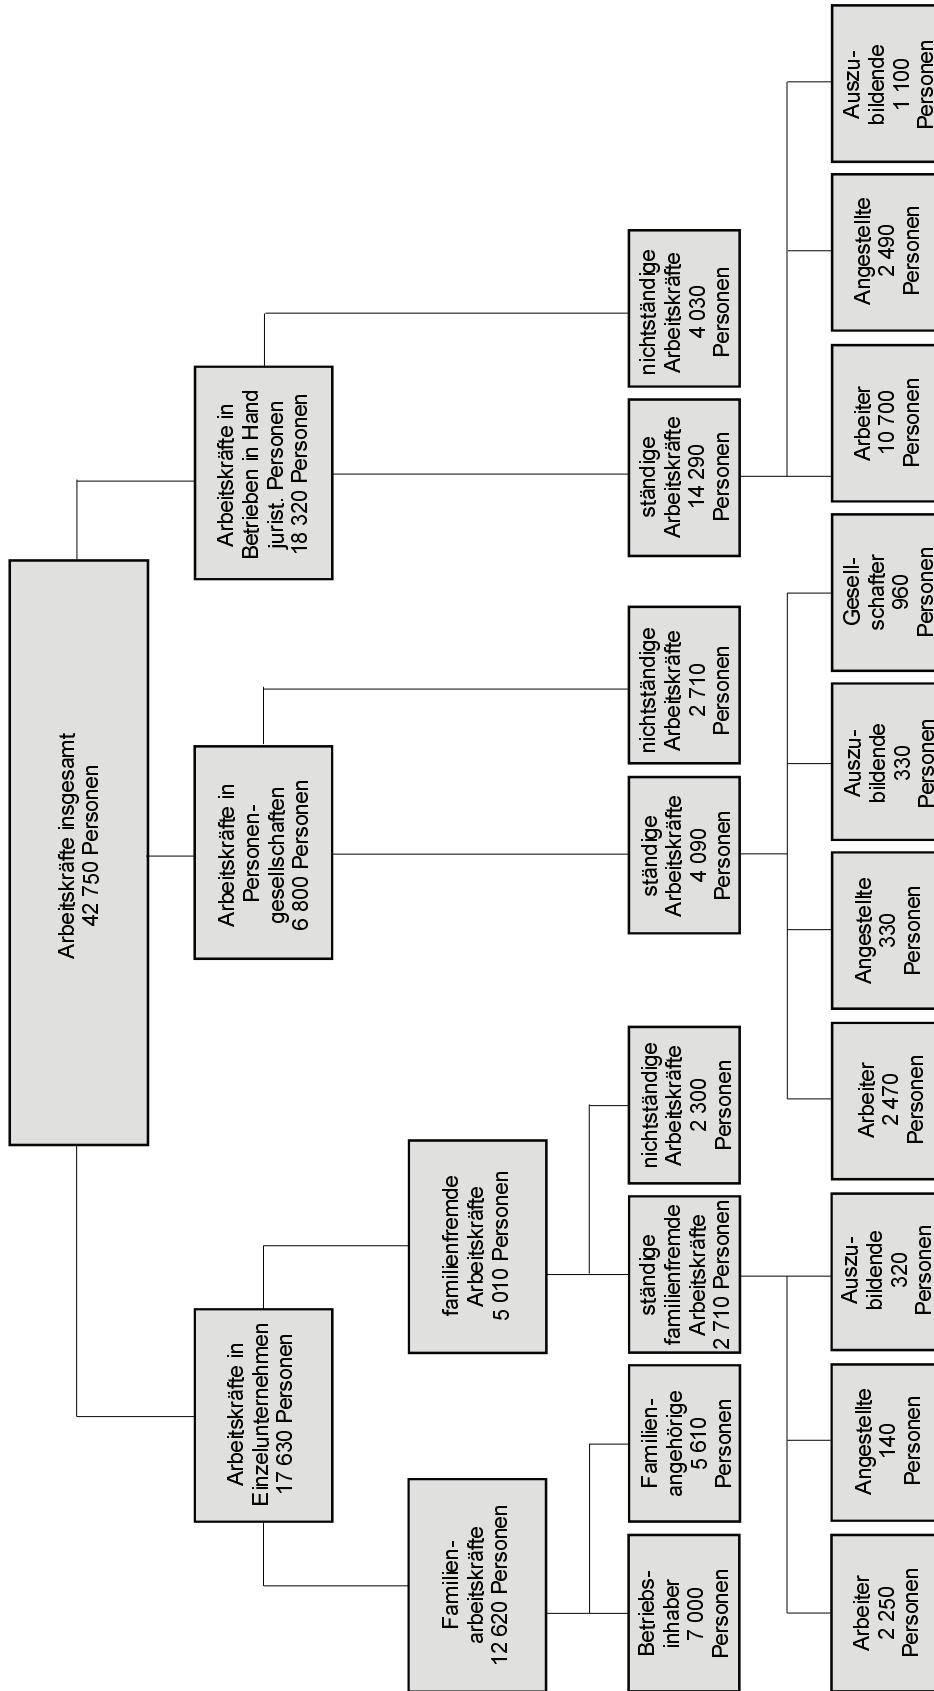 Arbeitskräfte insgesamt
42 750 Personen
Arbeitskräfte in
Einzelunternehmen
17 630 Personen
Arbeitskräfte in
Personen-
gesellschaften
6 800 Personen
Arbeitskräfte in
Betrieben in Hand
jurist. Personen
18 320 Personen
Familien-
arbeitskräfte
12 620 Personen
familienfremde
Arbeitskräfte
5 010 Personen
Betriebs-
inhaber
7 000
Personen
Familien-
angehörige
5 610
Personen
ständige
familienfremde
Arbeitskräfte
2 710 Personen
nichtständige
Arbeitskräfte
2 300
Personen
ständige
Arbeitskräfte
4 090
Personen
nichtständige
Arbeitskräfte
2 710
Personen
ständige
Arbeitskräfte
14 290
Personen
nichtständige
Arbeitskräfte
4 030
Personen
Arbeiter
2 250
Personen
Angestellte
140
Personen
Auszu-
bildende
320
Personen
Arbeiter
2 470
Personen
Angestellte
330
Personen
Auszu-
bildende
330
Personen
Gesell-
schafter
960
Personen
Arbeiter
10 700
Personen
Angestellte
2 490
Personen
Auszu-
bildende
1 100
Personen